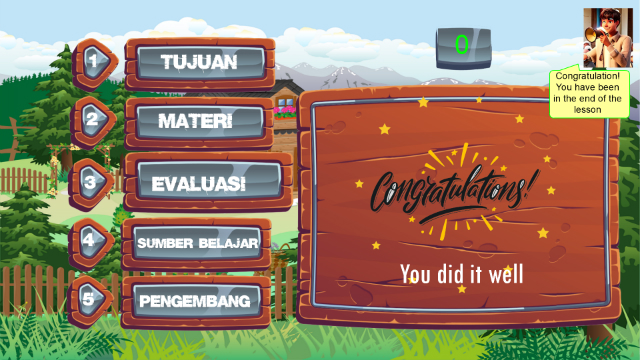 1 TUJUAN
2 MATERI
3 EVALUASI
4 SUMBER BELAJAR
5 PENGEMBANG
0
Congratulation!
You have been
in the end of the
lesson
Congratulations!
You did it well